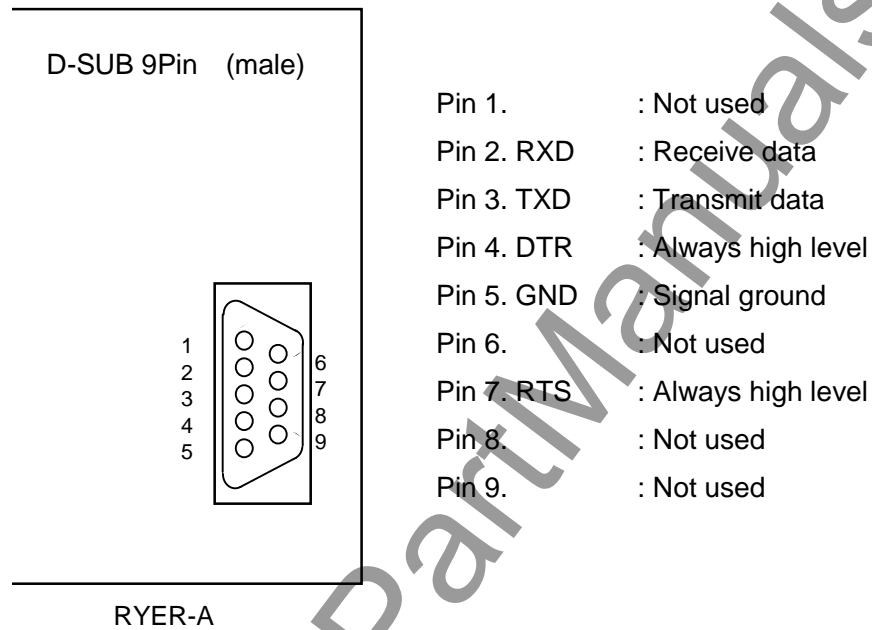 D-SUB 9Pin (male)
Pin 1. : Not used
Pin 2. RXD : Receive data
Pin 3. TXD : Transmit data
Pin 4. DTR : Always high level
Pin 5. GND : Signal ground
Pin 6. : Not used
Pin 7. RTS : Always high level
Pin 8. : Not used
Pin 9. : Not used
1
2
3
4
5
6
7
8
9
RYER-A
PartManuals